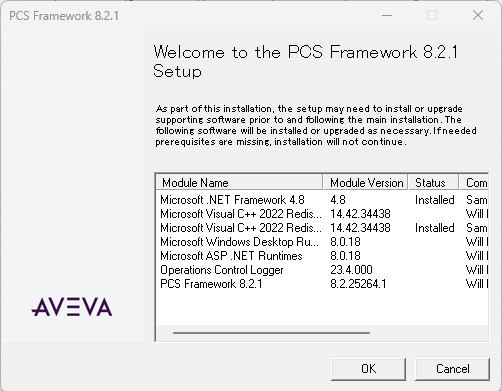 PCS Framework 8.2.1
Welcome to the PCS Framework 8.2.1
Setup
As part of this installation, the setup may need to install or upgrade
supporting software prior to and following the main installation. The
following software will be installed or upgraded as necessary. If needed
prerequisites are missing, installation will not continue.
Module Name Module Version Status Com
Microsoft .NET Framework 4.8 4.8 Installed Sam
Microsoft Visual C++ 2022 Redis... 14.42.34438 Will I
Microsoft Visual C++ 2022 Redis... 14.42.34438 Installed Sam
Microsoft Windows Desktop Ru... 8.0.18 Will I
Microsoft ASP .NET Runtimes 8.0.18 Will I
Operations Control Logger 23.4.000 Will I
PCS Framework 8.2.1 8.2.25264.1 Will I
AVEVA
OK Cancel